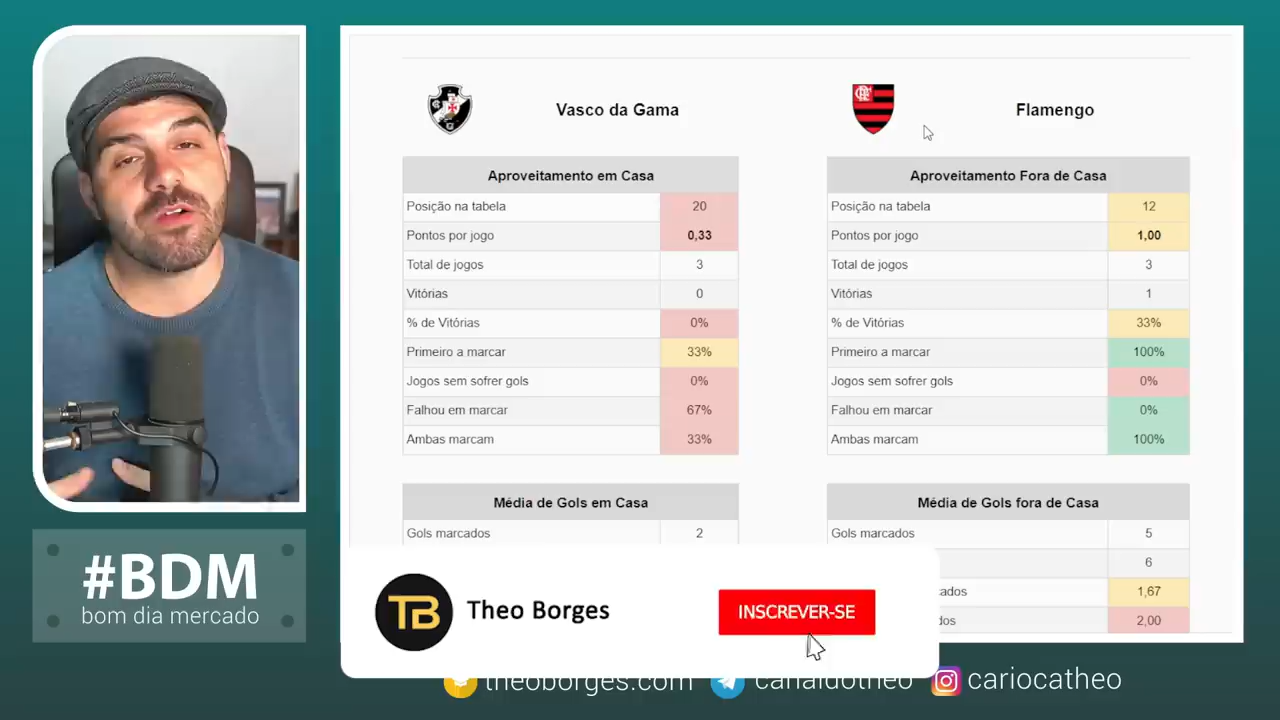 Vasco da Gama
Flamengo
Aproveitamento em Casa
Posição na tabela 20
Pontos por jogo 0,33
Total de jogos 3
Vitórias 0
% de Vitórias 0%
Primeiro a marcar 33%
Jogos sem sofrer gols 0%
Falhou em marcar 67%
Ambas marcam 33%
Aproveitamento Fora de Casa
Posição na tabela 12
Pontos por jogo 1,00
Total de jogos 3
Vitórias 1
% de Vitórias 33%
Primeiro a marcar 100%
Jogos sem sofrer gols 0%
Falhou em marcar 0%
Ambas marcam 100%
Média de Gols em Casa
Gols marcados 2
Média de Gols fora de Casa
Gols marcados 5
6
1,67
2,00
#BDM
bom dia mercado
TB
Theo Borges
INSCREVER-SE
theoborges.com
canaldotheo
cariocatheo